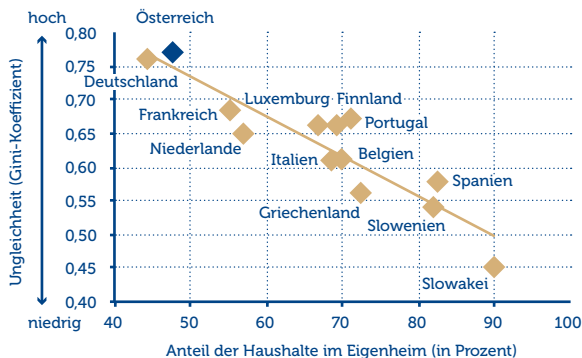 hoch
Österreich
0,80
0,75
Deutschland
0,70
Luxemburg Finnland
Frankreich
Portugal
0,65
Niederlande
Italien
Belgien
0,60
Spanien
0,55
Griechenland
Slowenien
0,50
0,45
Slowakei
0,40
niedrig
Ungleichheit (Gini-Koeffizient)
40 50 60 70 80 90 100
Anteil der Haushalte im Eigenheim (in Prozent)